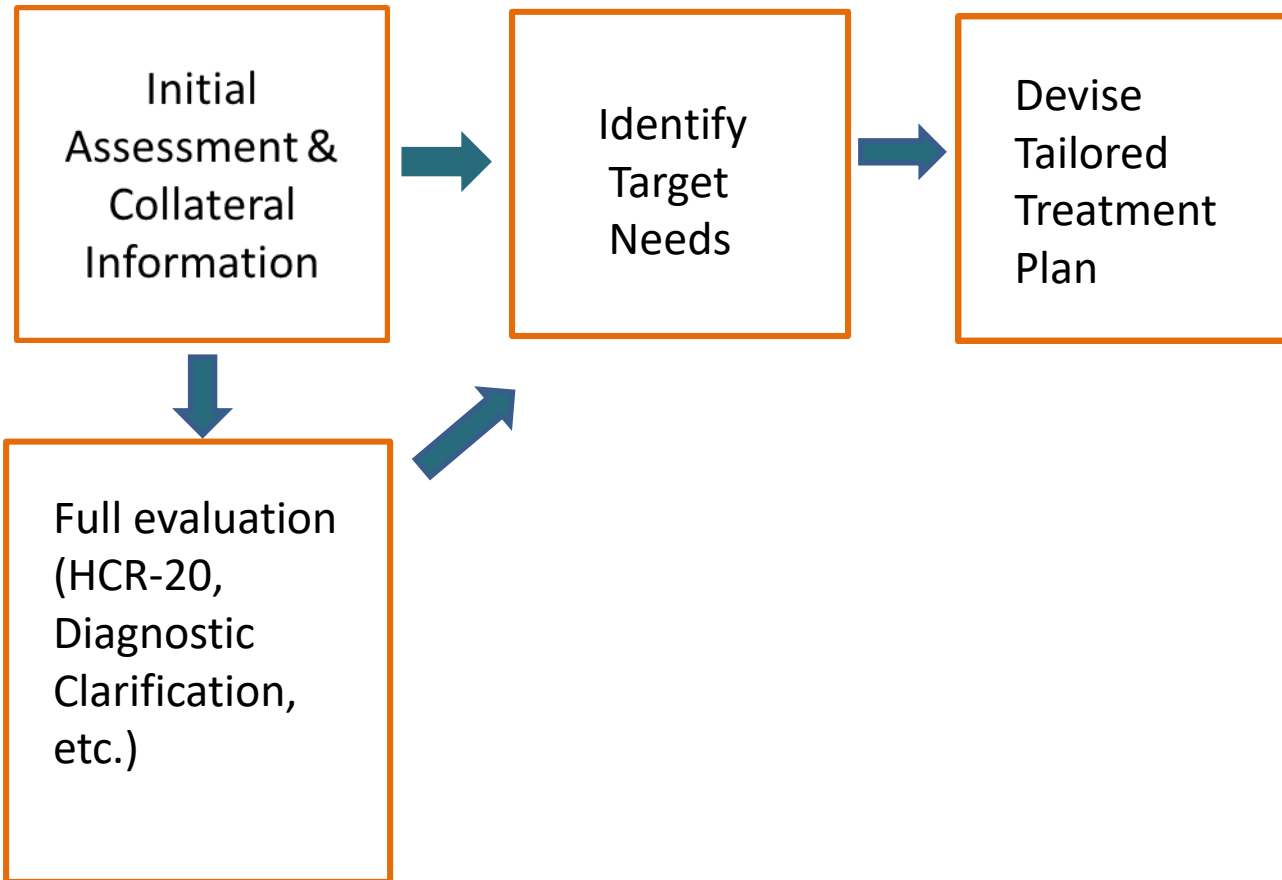 Initial
Assessment &
Collateral
Information
Identify
Target
Needs
Devise
Tailored
Treatment
Plan
Full evaluation
(HCR-20,
Diagnostic
Clarification,
etc.)